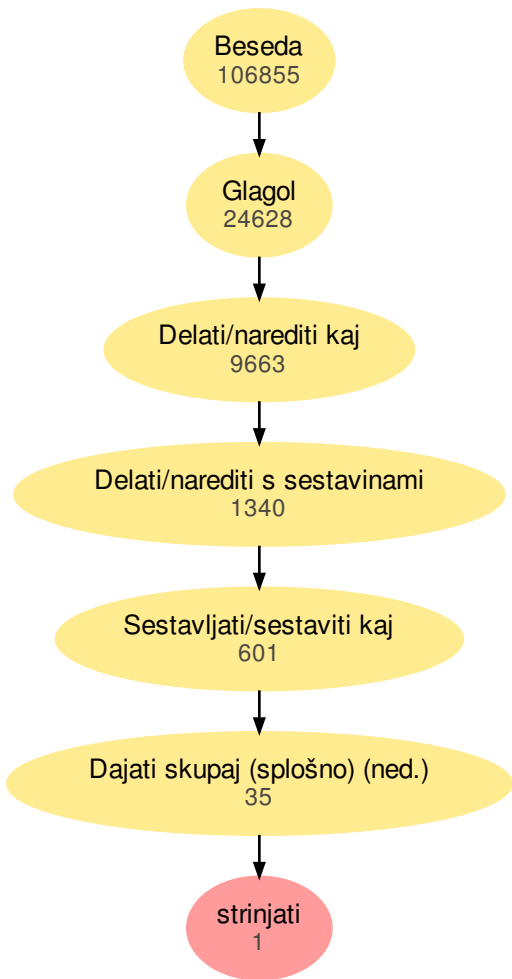 Beseda
106855
Glagol
24628
Delati/narediti kaj
9663
Delati/narediti s sestavinami
1340
Sestavljati/sestaviti kaj
601
Dajati skupaj (splošno) (ned.)
35
strinjati
1